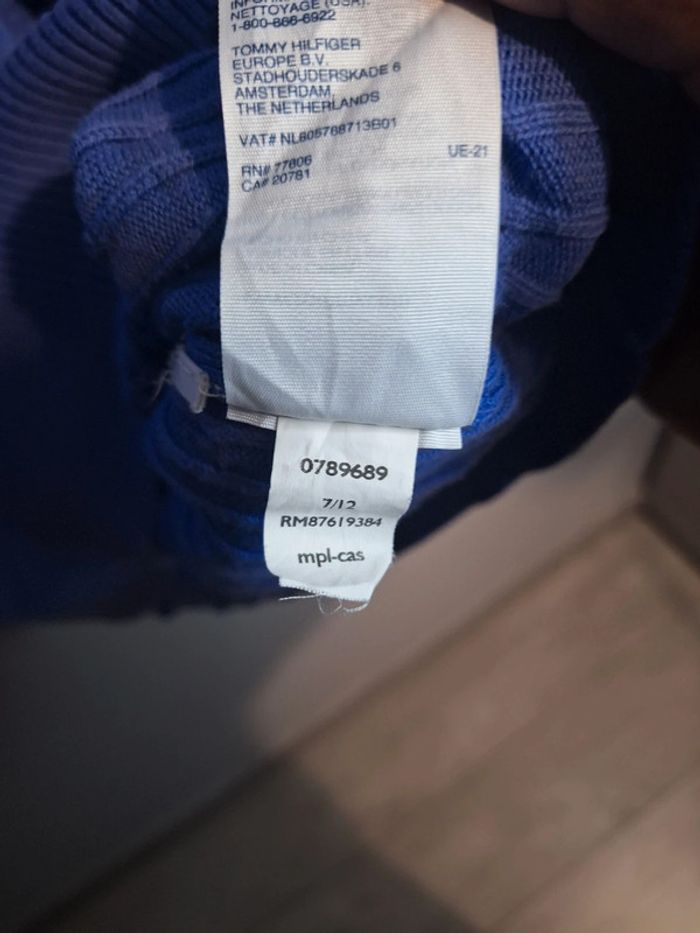 NETTOYAGE (USA):
1-800-866-6922
TOMMY HILFIGER
EUROPE B.V.
STADHOUDERSKADE 6
AMSTERDAM,
THE NETHERLANDS
VAT# NL805768713B01
UE-21
RN# 77806
CA# 20781
0789689
7/12
RM87619384
mpl-cas